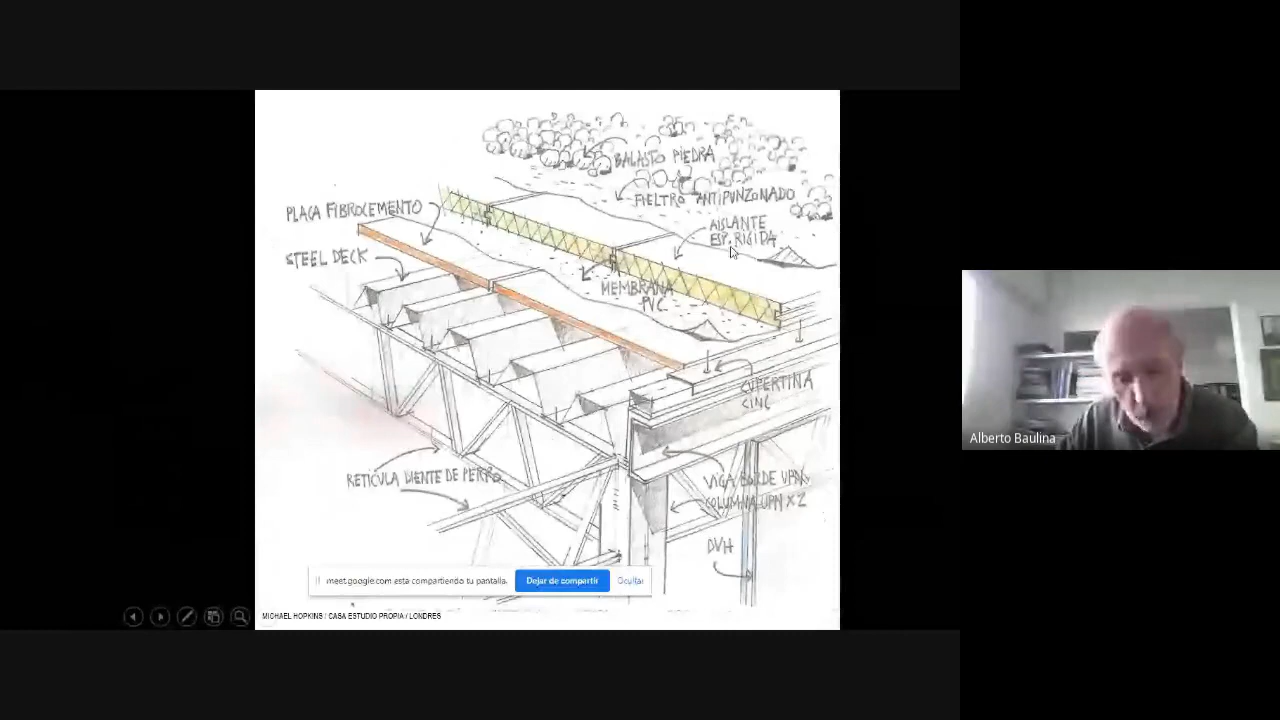 BALASTO PIEDRA
FIELTRO ANTIPUNZONADO
PLACA FIBROCEMENTO
AISLANTE
ESP. RIGIDA
STEEL DECK
MEMBRANA
PVC
CUPERTINA
CINC
RETICULA DIENTE DE PERRO
VIGA BORDE UPN
COLUMNA UPN X 2
DVH
meet.google.com está compartiendo tu pantalla.
Dejar de compartir
Ocultar
MICHAEL HOPKINS / CASA ESTUDIO PROPIA / LONDRES
Alberto Baulina